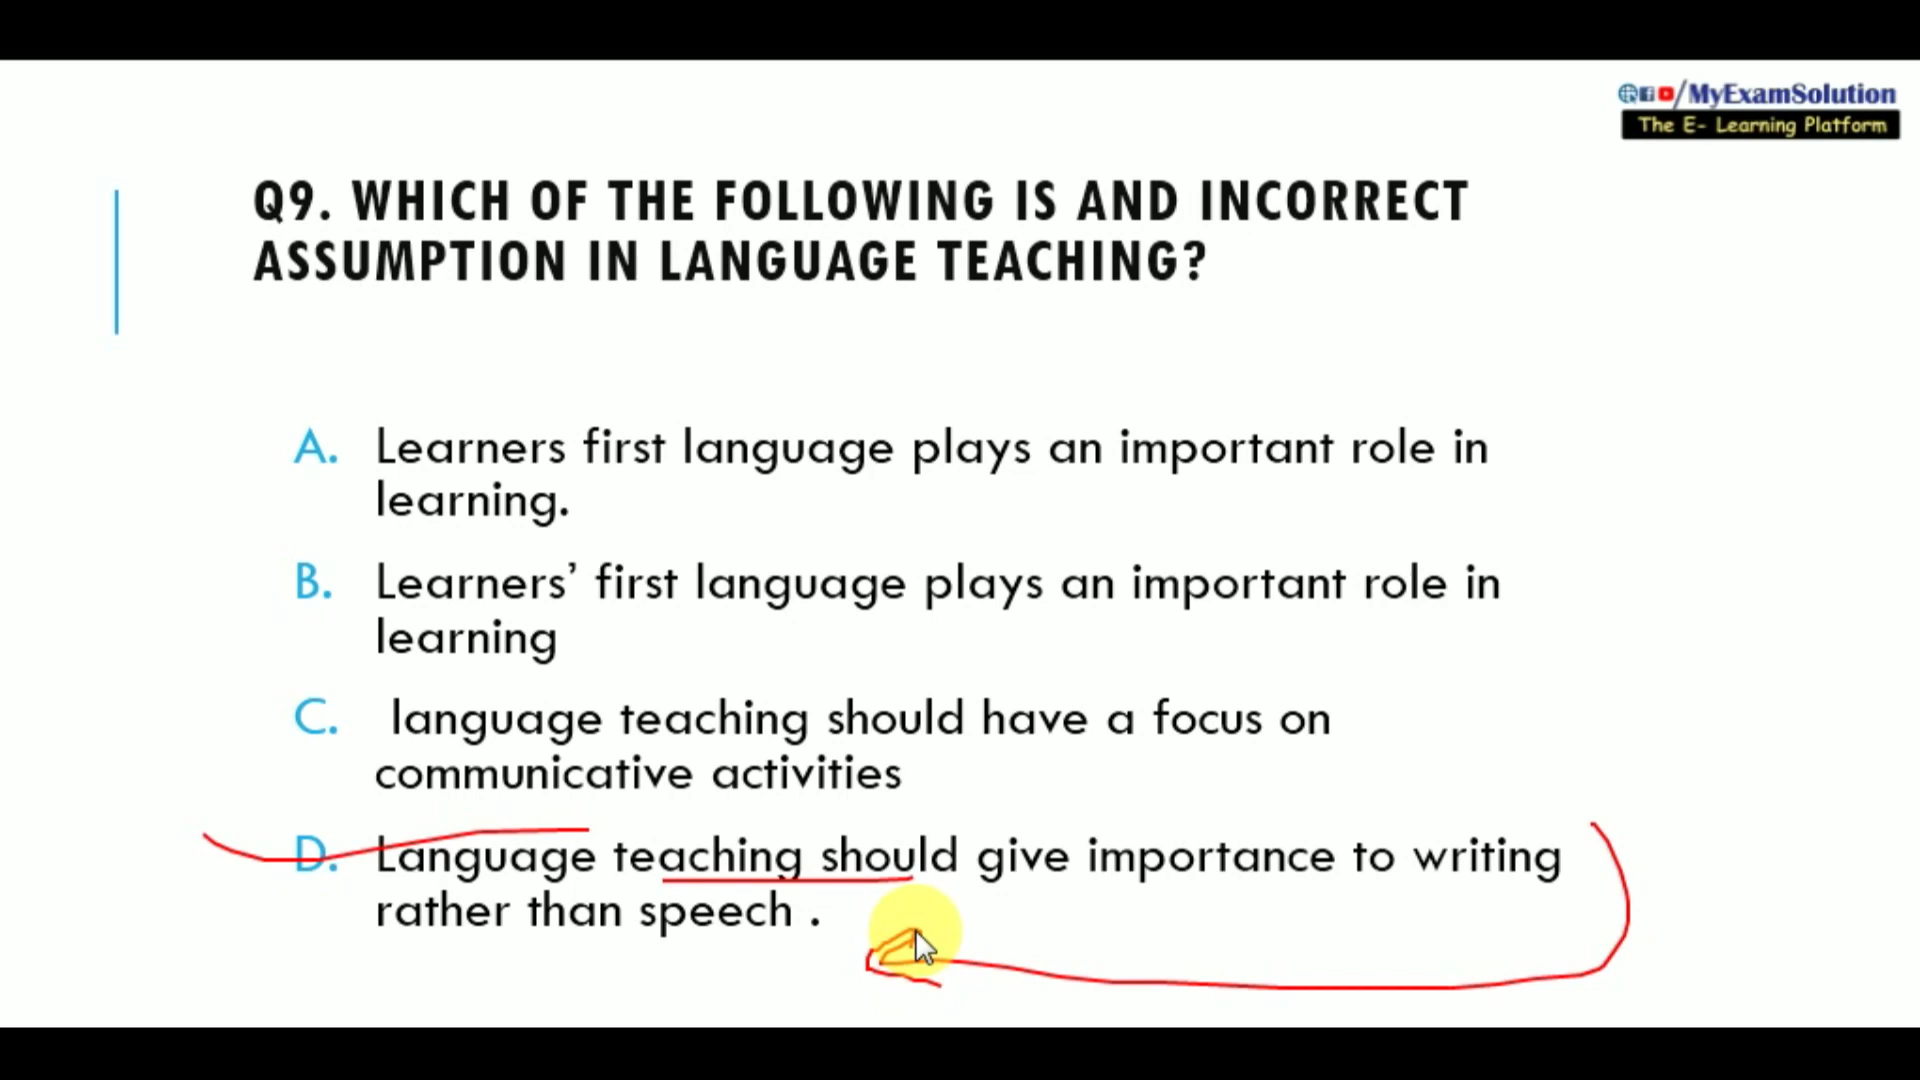 /MyExamSolution
The E- Learning Platform
Q9. WHICH OF THE FOLLOWING IS AND INCORRECT
ASSUMPTION IN LANGUAGE TEACHING?
A. Learners first language plays an important role in
learning.
B. Learners’ first language plays an important role in
learning
C. language teaching should have a focus on
communicative activities
D. Language teaching should give importance to writing
rather than speech .